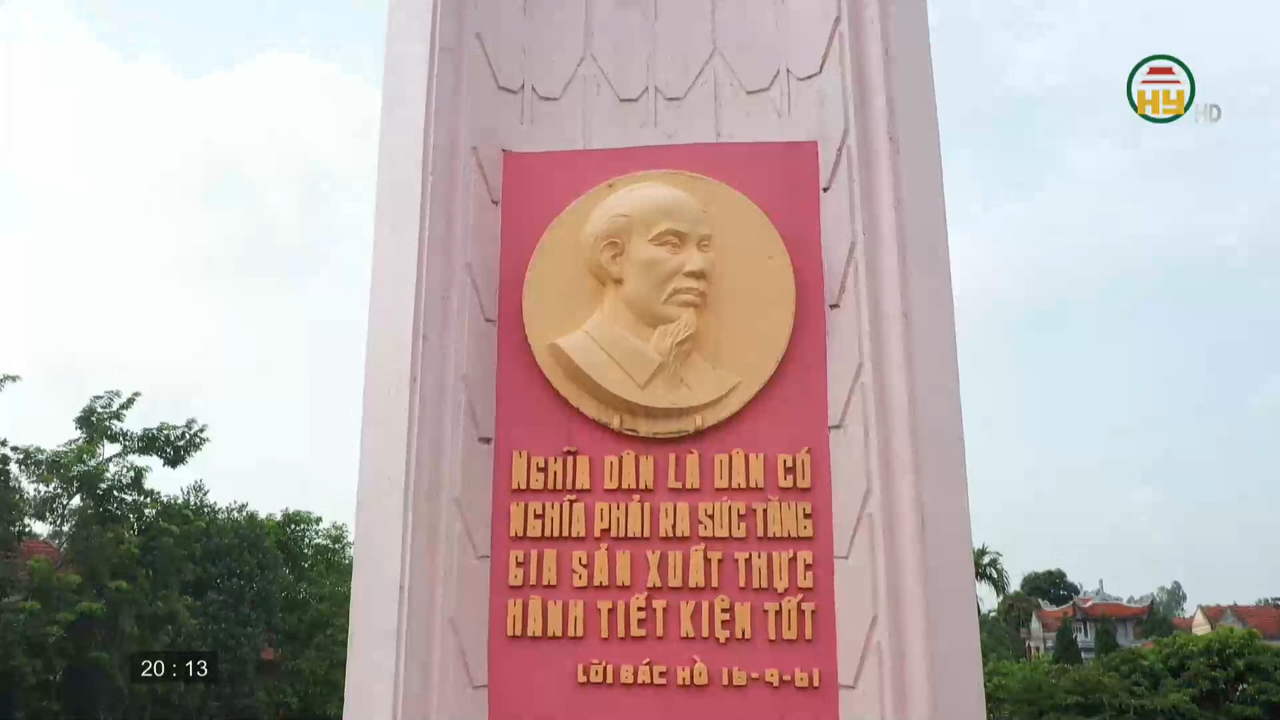 HY HD
NGHĨA DÂN LÀ DÂN CÓ
NGHĨA PHẢI RA SỨC TĂNG
GIA SẢN XUẤT THỰC
HÀNH TIẾT KIỆM TỐT
LỜI BÁC HỒ 16-9-61
20 : 13